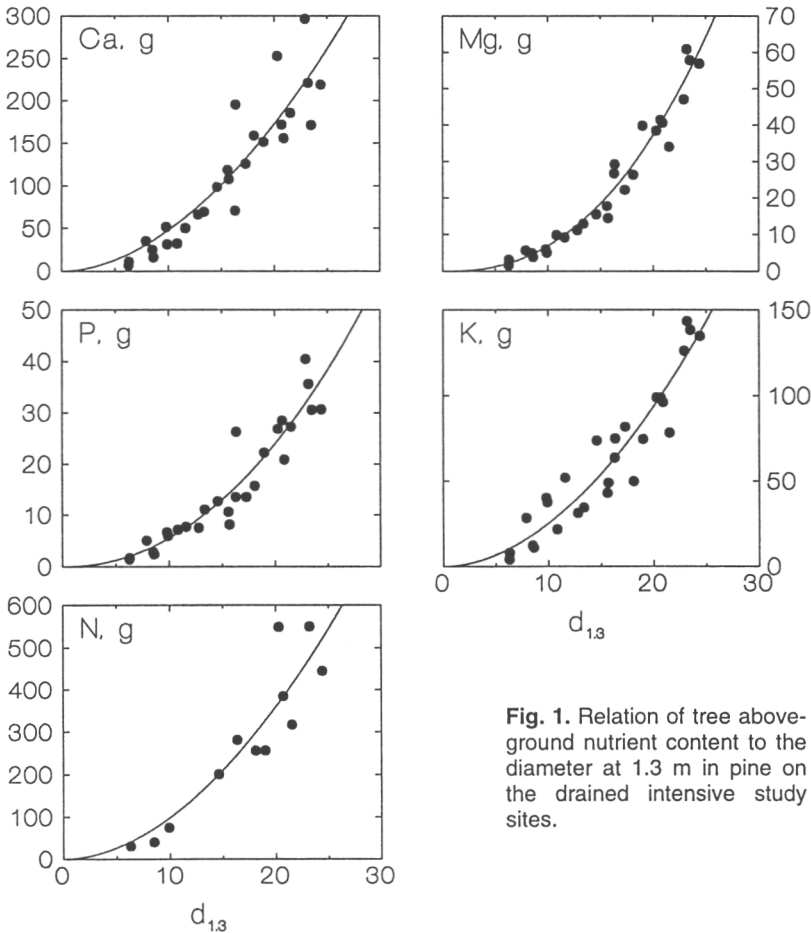 Ca, g
300
250
200
150
100
50
0
Mg, g
70
60
50
40
30
20
10
0
P, g
50
40
30
20
10
0
K, g
150
100
50
0
0 10 20 30
d1.3
N, g
600
500
400
300
200
100
0
0 10 20 30
d1.3
Fig. 1. Relation of tree above-
ground nutrient content to the
diameter at 1.3 m in pine on
the drained intensive study
sites.